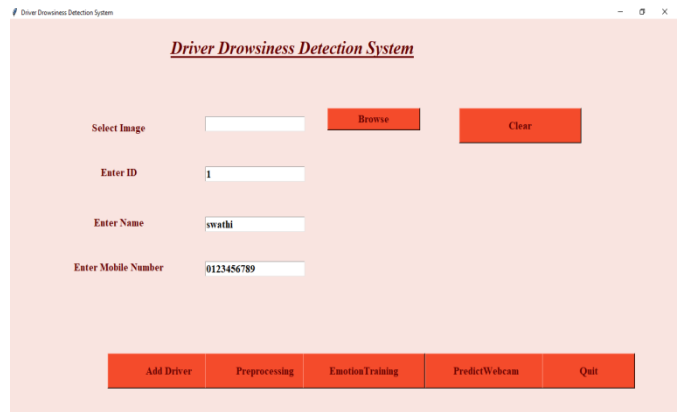 Driver Drowsiness Detection System
Driver Drowsiness Detection System
Select Image Browse Clear
Enter ID 1
Enter Name swathi
Enter Mobile Number 0123456789
Add Driver Preprocessing EmotionTraining PredictWebcam Quit